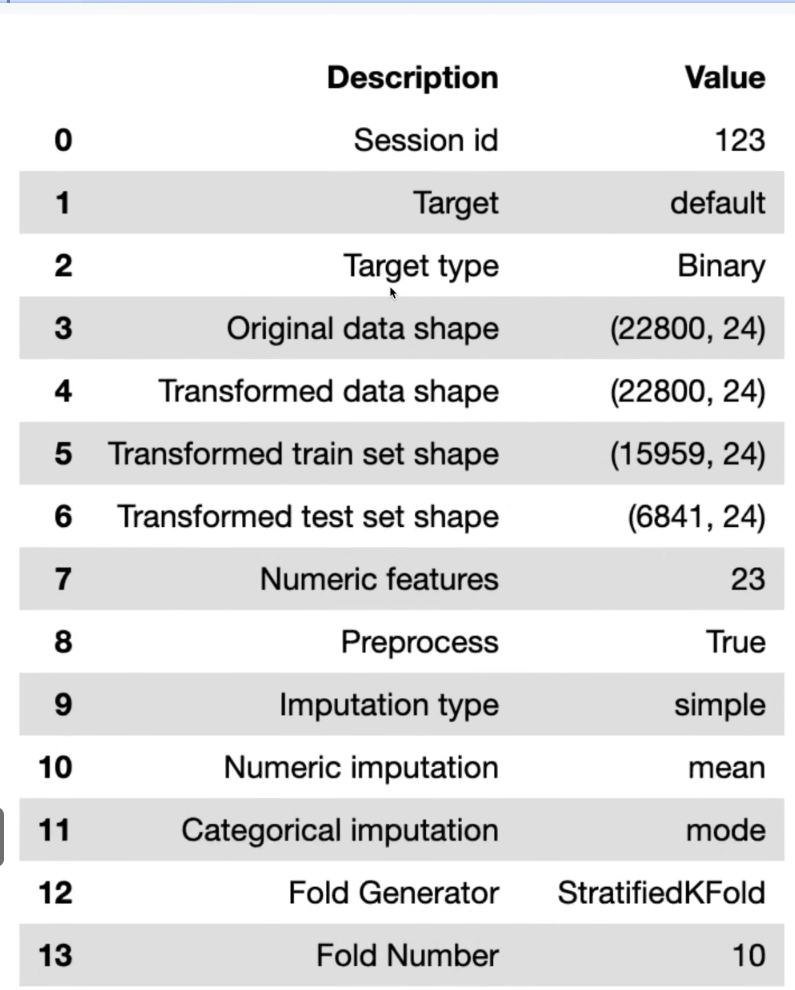 Description Value
0 Session id 123
1 Target default
2 Target type Binary
3 Original data shape (22800, 24)
4 Transformed data shape (22800, 24)
5 Transformed train set shape (15959, 24)
6 Transformed test set shape (6841, 24)
7 Numeric features 23
8 Preprocess True
9 Imputation type simple
10 Numeric imputation mean
11 Categorical imputation mode
12 Fold Generator StratifiedKFold
13 Fold Number 10